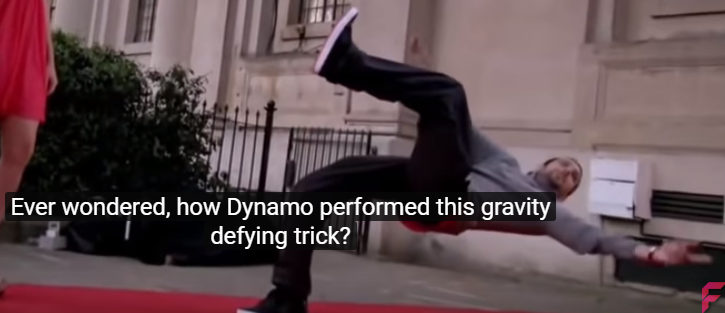 Ever wondered, how Dynamo performed this gravity
defying trick?
F